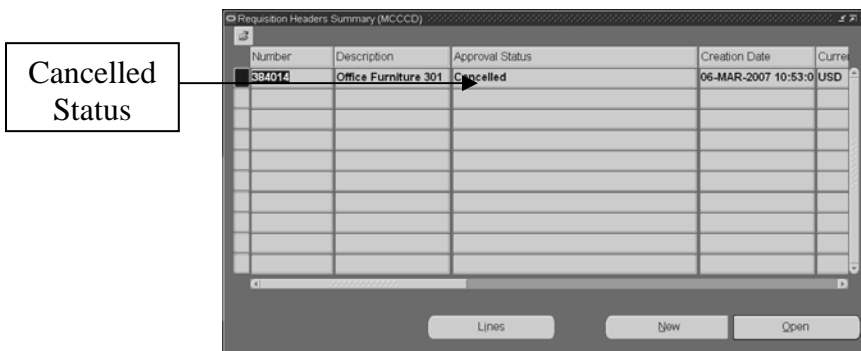 Requisition Headers Summary (MCCCD)
Cancelled
Status
Number Description Approval Status Creation Date Curre
384014 Office Furniture 301 Cancelled 06-MAR-2007 10:53:0 USD
Lines New Open